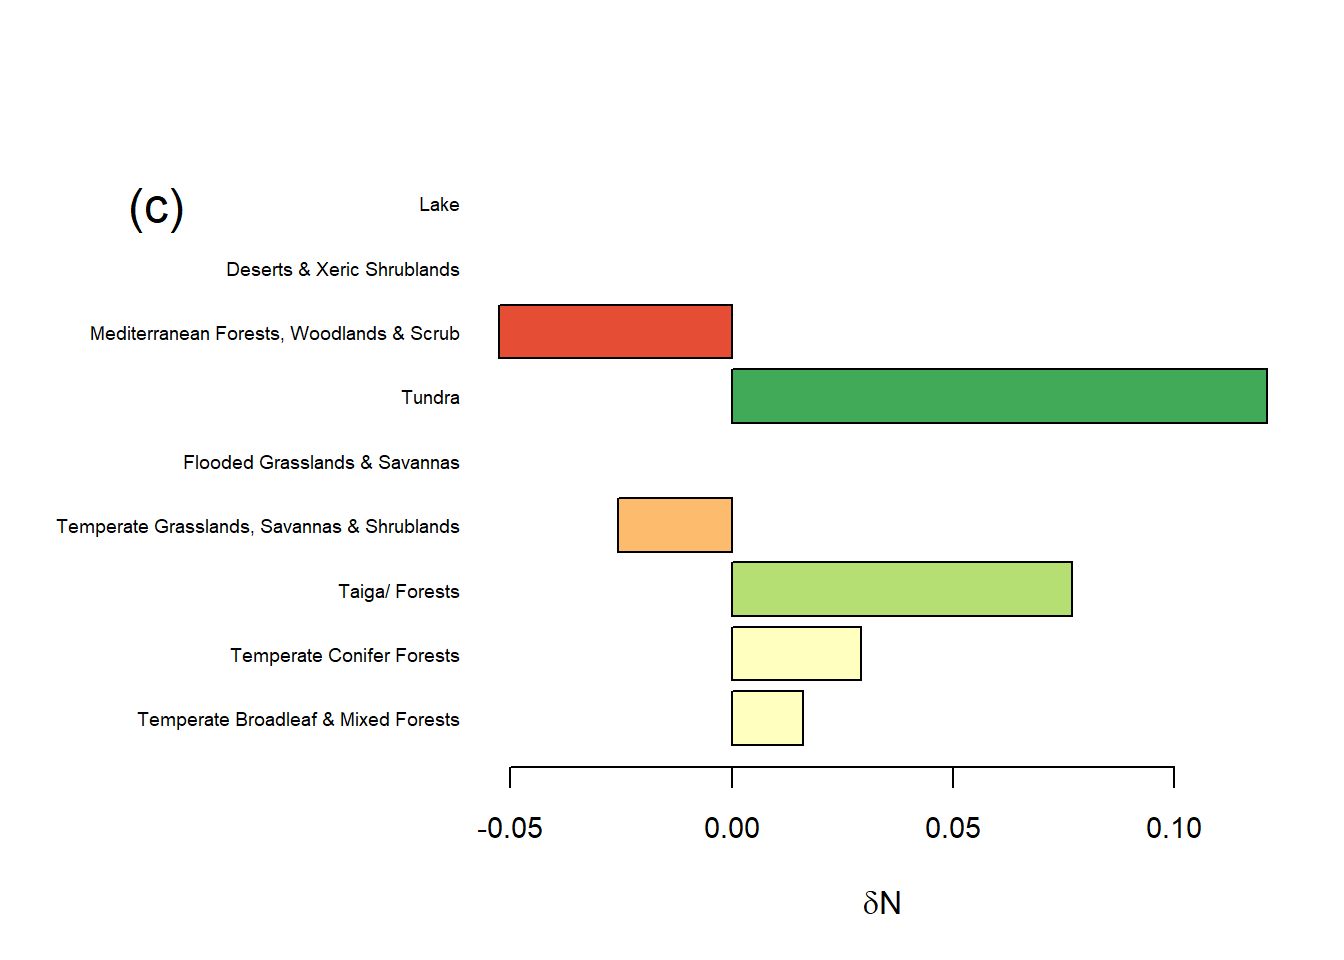 (c)
Lake
Deserts & Xeric Shrublands
Mediterranean Forests, Woodlands & Scrub
Tundra
Flooded Grasslands & Savannas
Temperate Grasslands, Savannas & Shrublands
Taiga/ Forests
Temperate Conifer Forests
Temperate Broadleaf & Mixed Forests
-0.05 0.00 0.05 0.10
δN